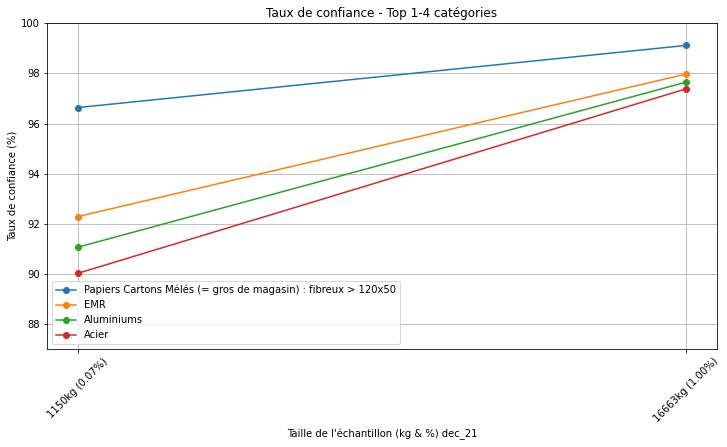 Taux de confiance - Top 1-4 catégories
Taux de confiance (%)
100
98
96
94
92
90
88
Papiers Cartons Mélés (= gros de magasin) : fibreux > 120x50
EMR
Aluminiums
Acier
1150kg (0.07%)
16663kg (1.00%)
Taille de l'échantillon (kg & %) dec_21